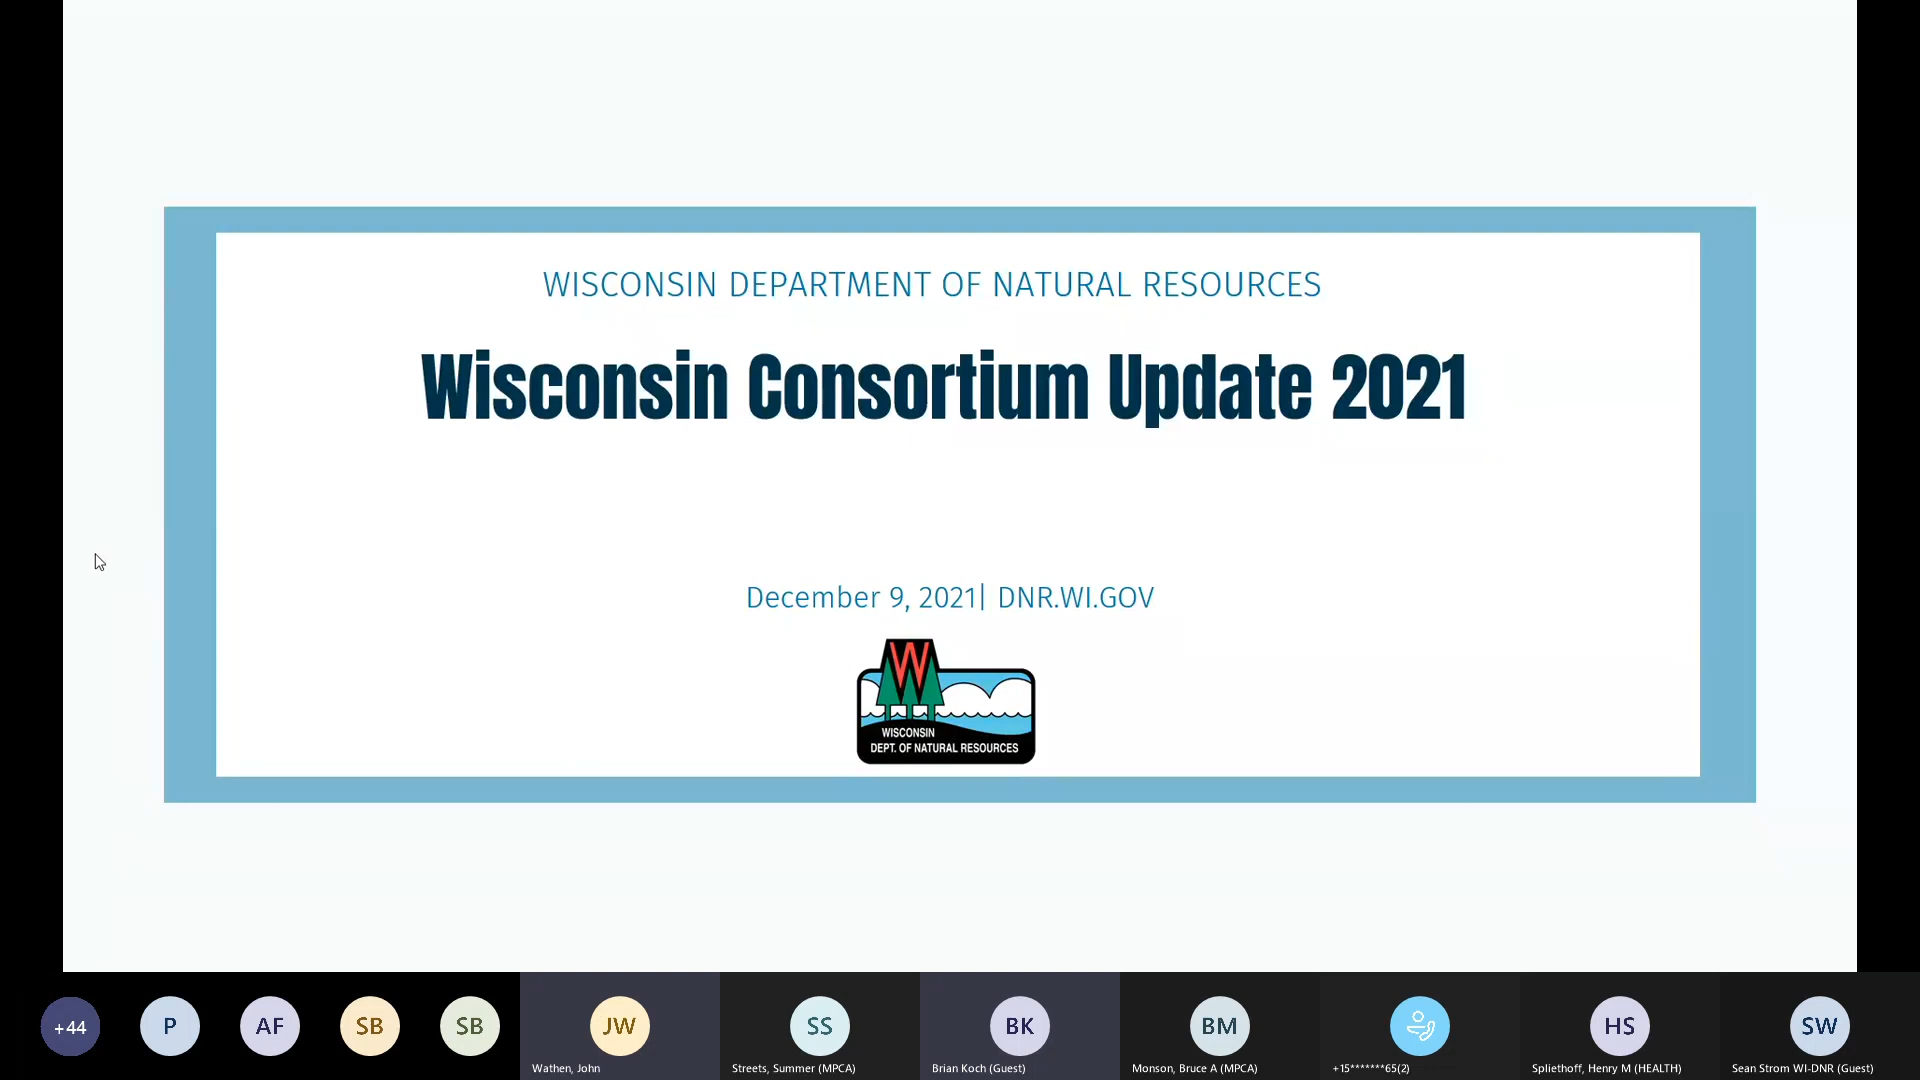 WISCONSIN DEPARTMENT OF NATURAL RESOURCES
Wisconsin Consortium Update 2021
December 9, 2021| DNR.WI.GOV
W
WISCONSIN
DEPT. OF NATURAL RESOURCES
+44
P
AF
SB
SB
JW
SS
BK
BM
HS
SW
Wathen, John
Streets, Summer (MPCA)
Brian Koch (Guest)
Monson, Bruce A (MPCA)
+15*******65(2)
Spliethoff, Henry M (HEALTH)
Sean Strom WI-DNR (Guest)